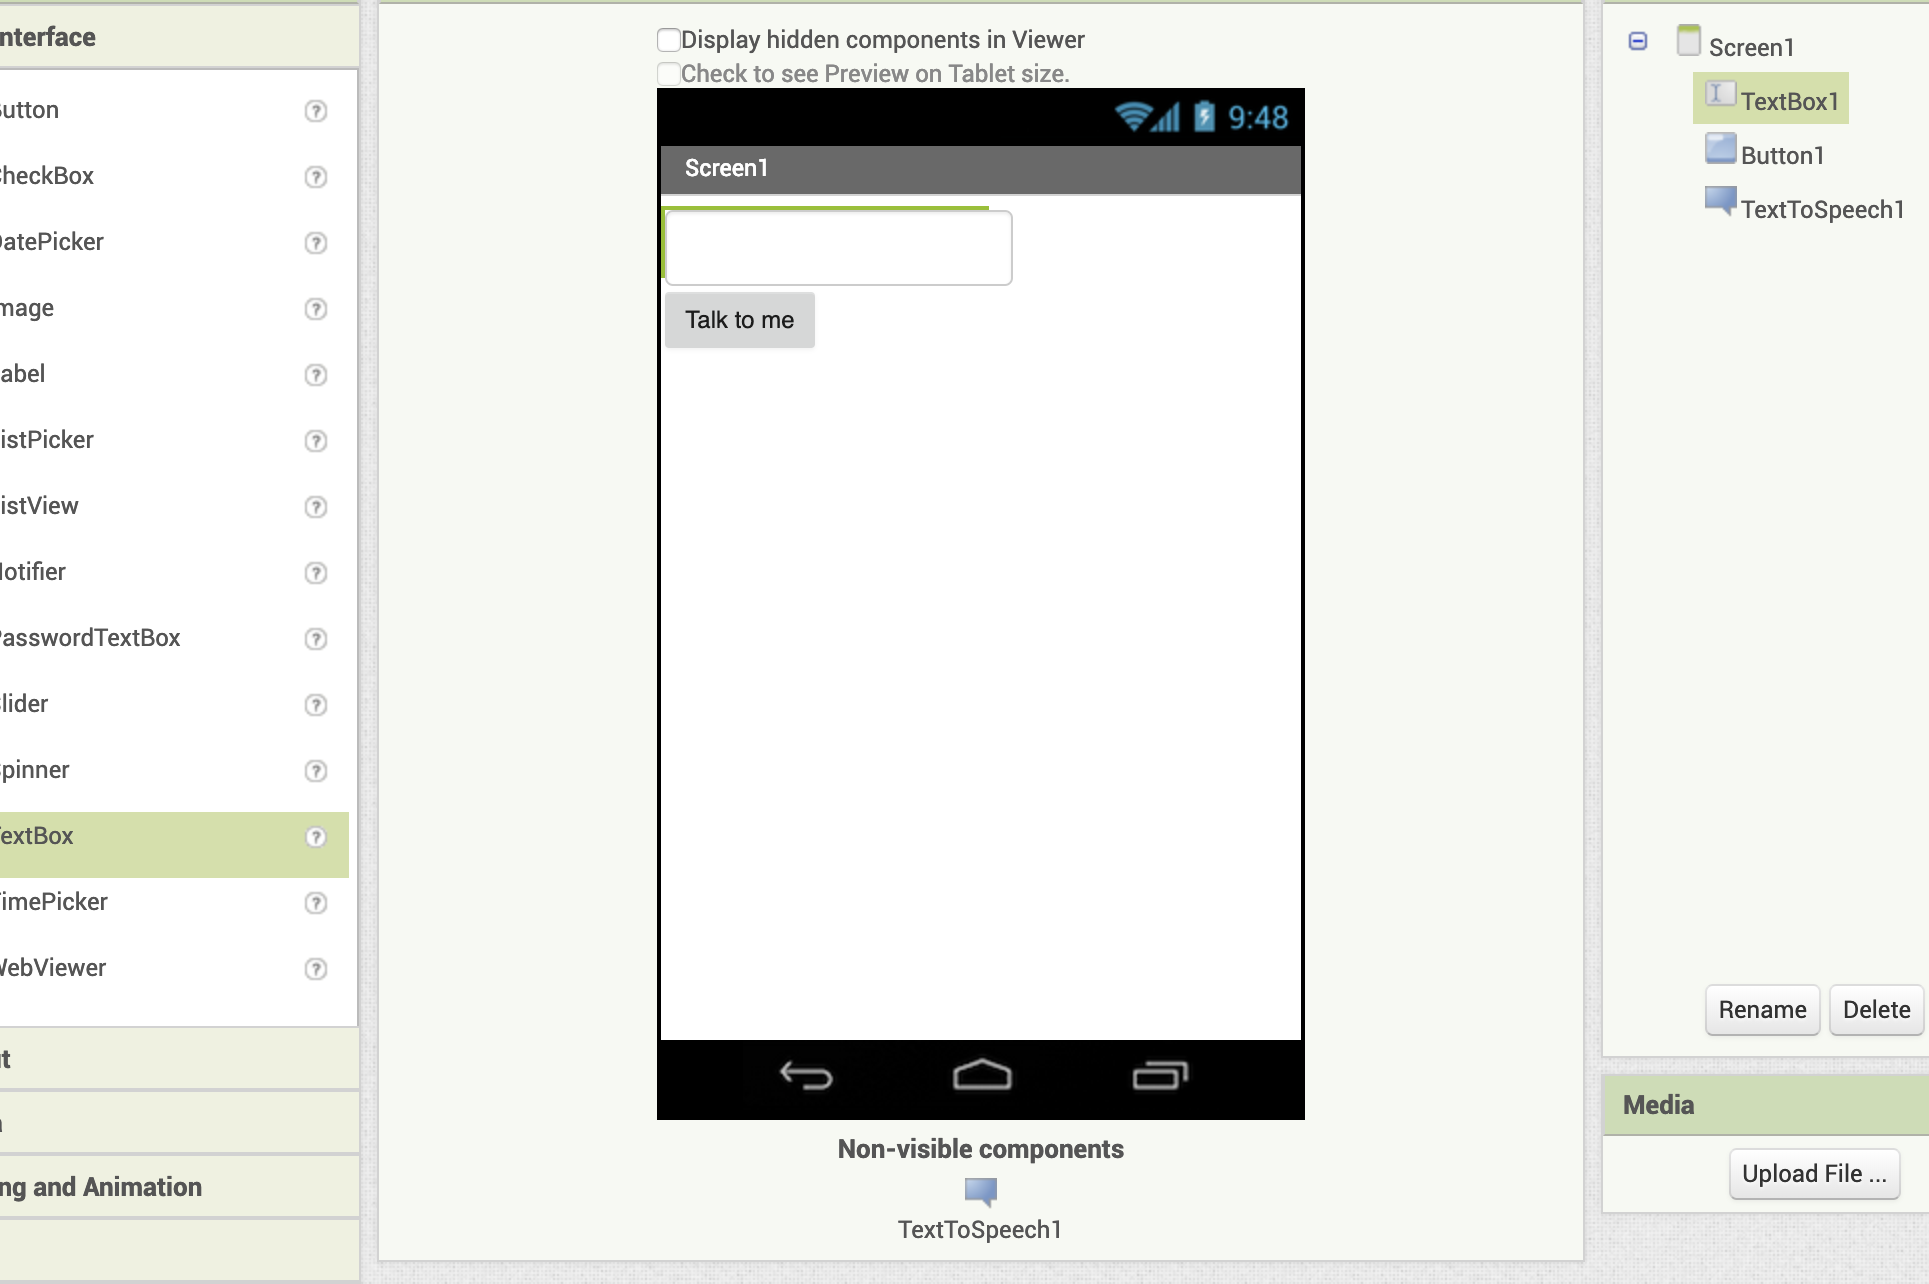 nterface
utton
?
heckBox
?
atePicker
?
mage
?
abel
?
istPicker
?
istView
?
otifier
?
asswordTextBox
?
lider
?
pinner
?
extBox
?
imePicker
?
ebViewer
?
t
ng and Animation
Display hidden components in Viewer
Check to see Preview on Tablet size.
9:48
Screen1
Talk to me
Non-visible components
TextToSpeech1
Screen1
TextBox1
Button1
TextToSpeech1
Rename
Delete
Media
Upload File ...